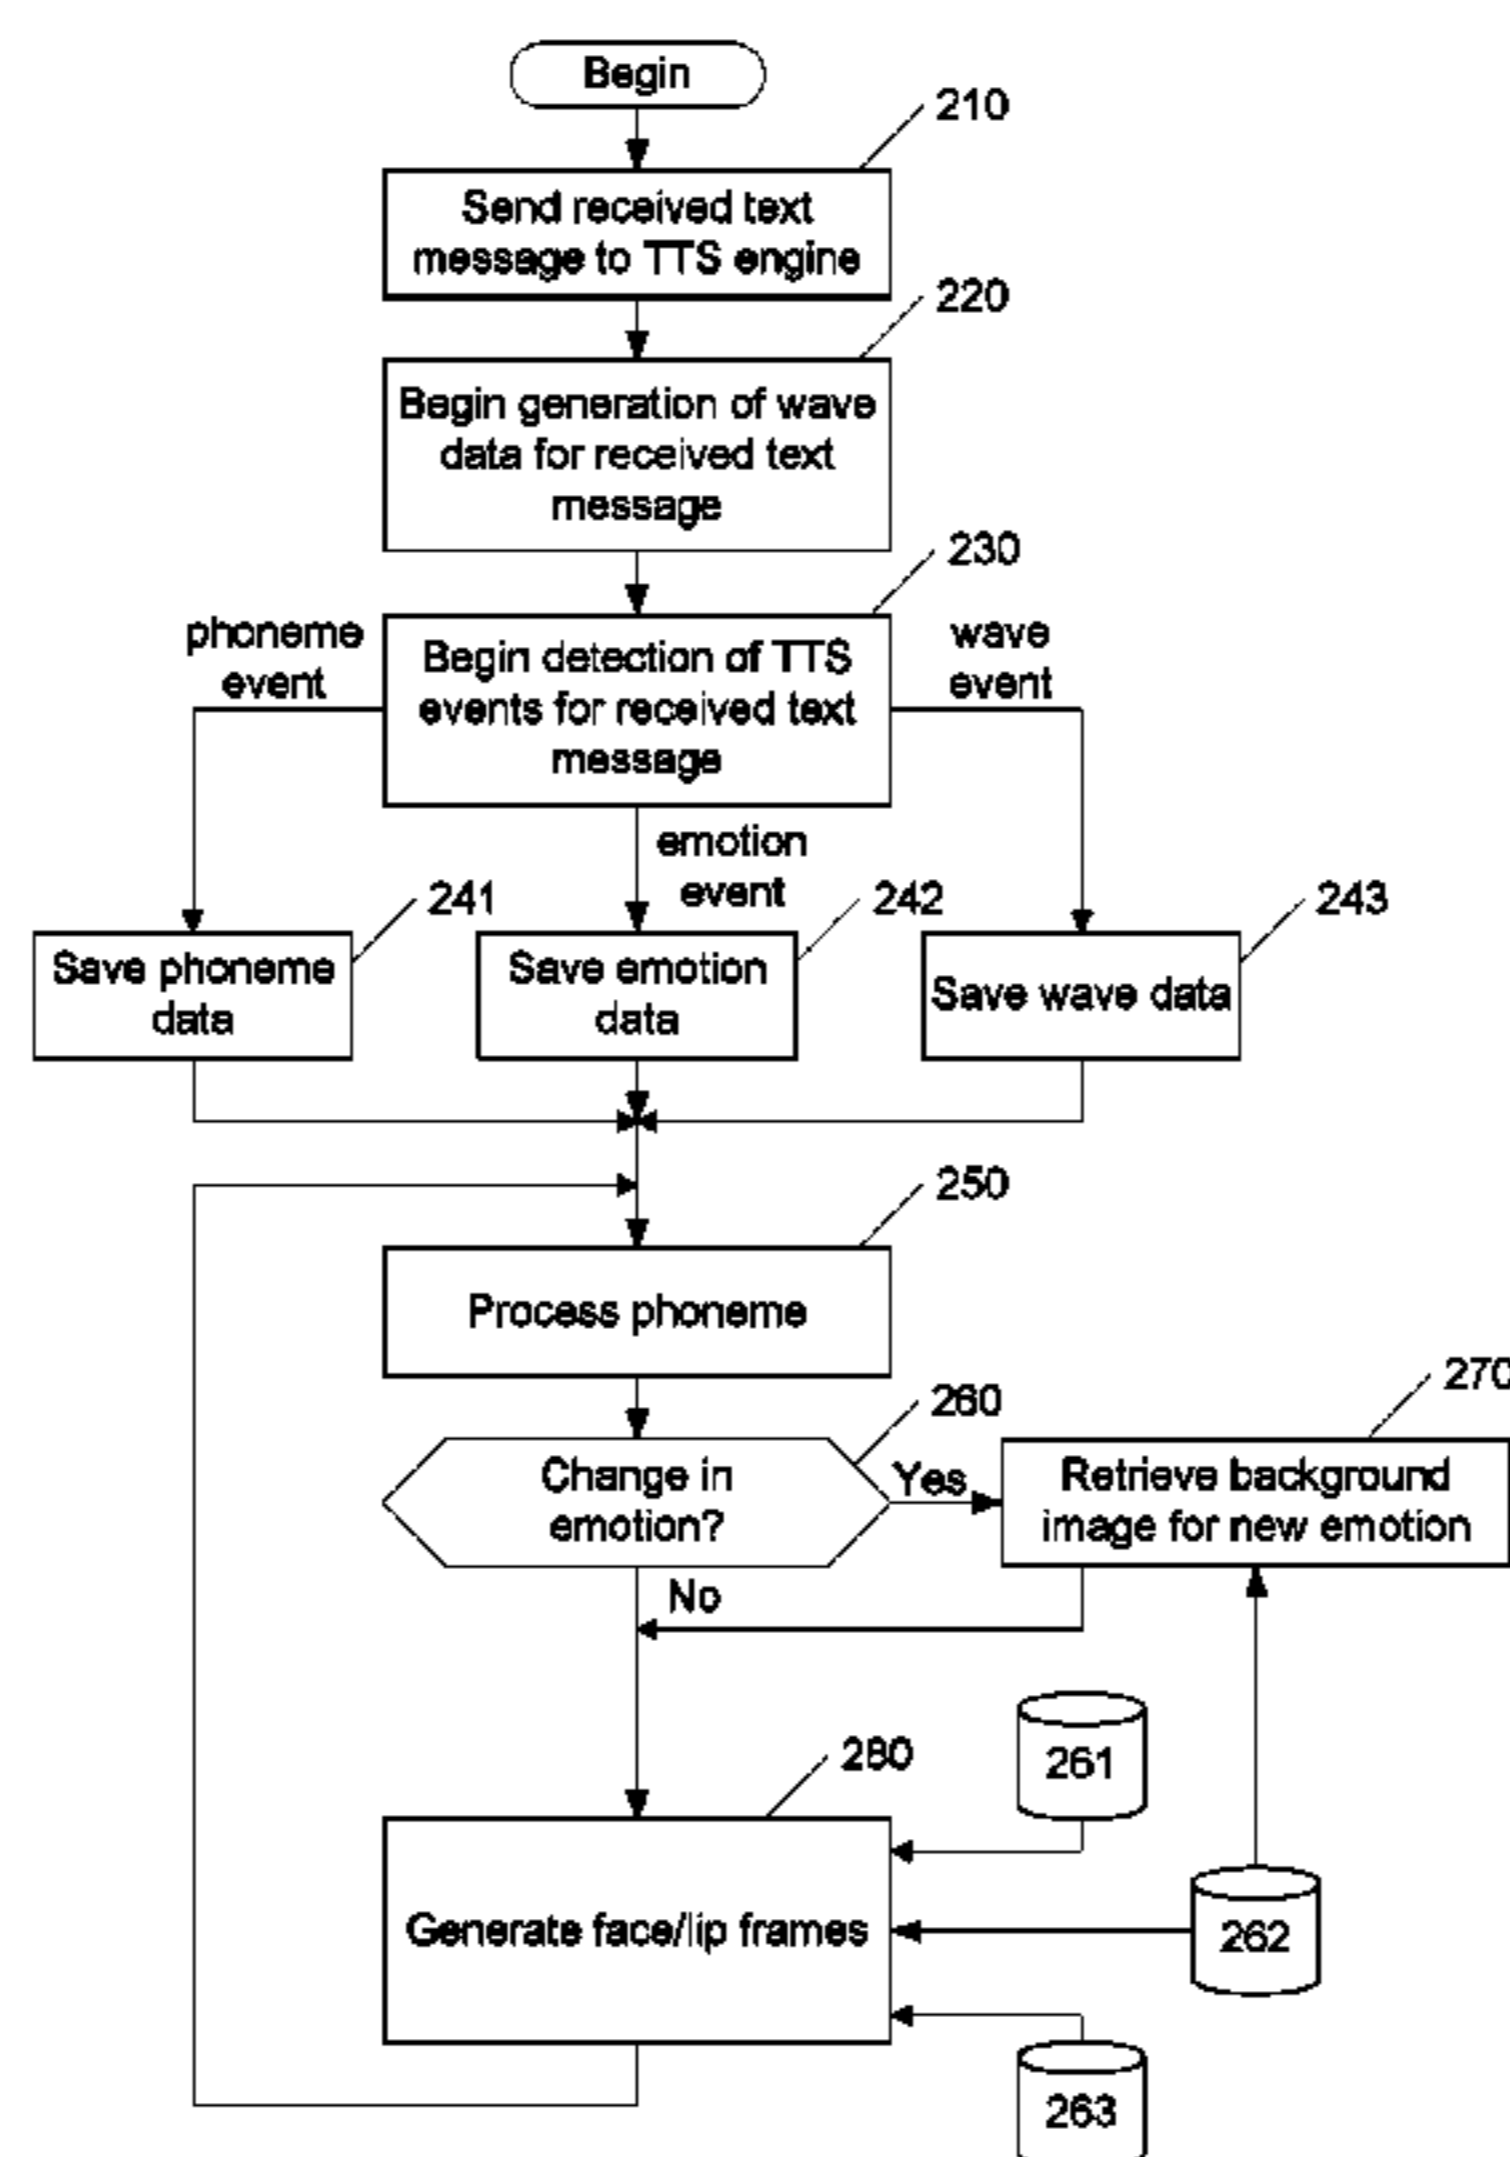 Begin
210
Send received text
message to TTS engine
220
Begin generation of wave
data for received text
message
230
phoneme
event
Begin detection of TTS
events for received text
message
wave
event
emotion
event
241
242
243
Save phoneme
data
Save emotion
data
Save wave data
250
Process phoneme
260
270
Change in
emotion?
Yes
Retrieve background
image for new emotion
No
261
280
262
Generate face/lip frames
263